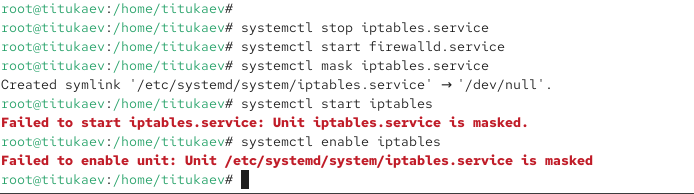 root@titukaev:/home/titukaev#
root@titukaev:/home/titukaev# systemctl stop iptables.service
root@titukaev:/home/titukaev# systemctl start firewalld.service
root@titukaev:/home/titukaev# systemctl mask iptables.service
Created symlink '/etc/systemd/system/iptables.service' → '/dev/null'.
root@titukaev:/home/titukaev# systemctl start iptables
Failed to start iptables.service: Unit iptables.service is masked.
root@titukaev:/home/titukaev# systemctl enable iptables
Failed to enable unit: Unit /etc/systemd/system/iptables.service is masked
root@titukaev:/home/titukaev#